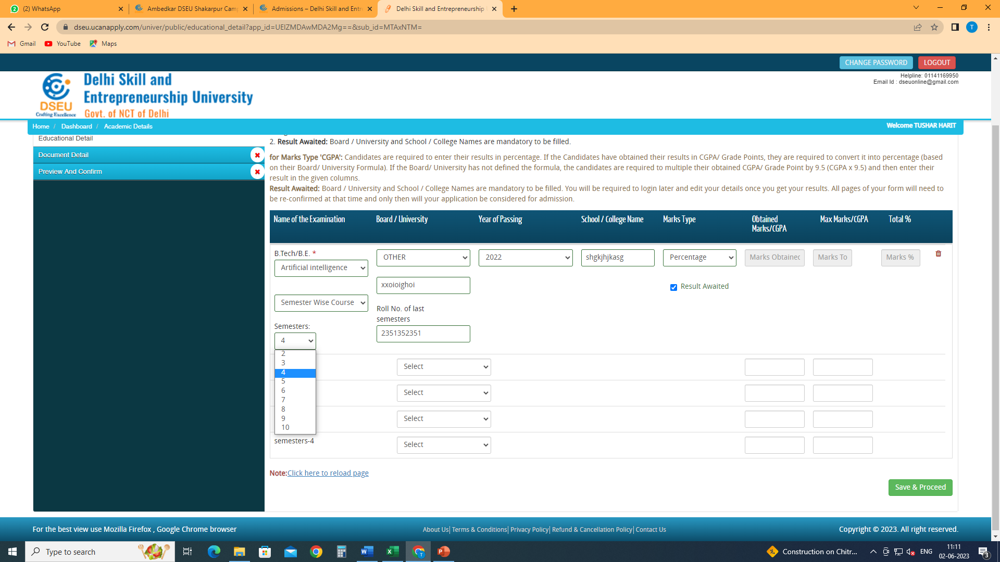 (2) WhatsApp
Ambedkar DSEU Shakarpur Camp
Admissions – Delhi Skill and Entr
Delhi Skill and Entrepreneurship
dseu.ucanapply.com/univer/public/educational_detail?app_id=UElZMDAwMDA2Mg==&sub_id=MTAxNTM=
T
Gmail
YouTube
Maps
CHANGE PASSWORD
LOGOUT
Helpline: 01141169950
Email Id : dseuonline@gmail.com
DSEU
Crafting Excellence
Delhi Skill and
Entrepreneurship University
Govt. of NCT of Delhi
Home / Dashboard / Academic Details
Welcome TUSHAR HARIT
Educational Detail
Document Detail
Preview And Confirm
2. Result Awaited: Board / University and School / College Names are mandatory to be filled.
for Marks Type 'CGPA': Candidates are required to enter their results in percentage. If the Candidates have obtained their results in CGPA/ Grade Points, they are required to convert it into percentage (based
on their Board/ University Formula). If the Board/ University has not defined the formula, the candidates are required to multiple their obtained CGPA/ Grade Point by 9.5 (CGPA x 9.5) and then enter their
result in the given columns.
Result Awaited: Board / University and School / College Names are mandatory to be filled. You will be required to login later and edit your details once you get your results. All pages of your form will need to
be re-confirmed at that time and only then will your application be considered for admission.
Name of the Examination
Board / University
Year of Passing
School / College Name
Marks Type
Obtained
Marks/CGPA
Max Marks/CGPA
Total %
B.Tech/B.E. *
Artificial intelligence
OTHER
2022
shgkjhjkasg
Percentage
Marks Obtained
Marks To
Marks %
xxoioighoi
Result Awaited
Semester Wise Course
Roll No. of last
semesters
2351352351
Semesters:
4
2
3
4
5
6
7
8
9
10
Select
Select
Select
semesters-4
Select
Note:Click here to reload page
Save & Proceed
For the best view use Mozilla Firefox , Google Chrome browser
About Us| Terms & Conditions| Privacy Policy| Refund & Cancellation Policy| Contact Us
Copyright © 2023. All right reserved.
Type to search
Construction on Chitr...
ENG
11:11
02-06-2023
3